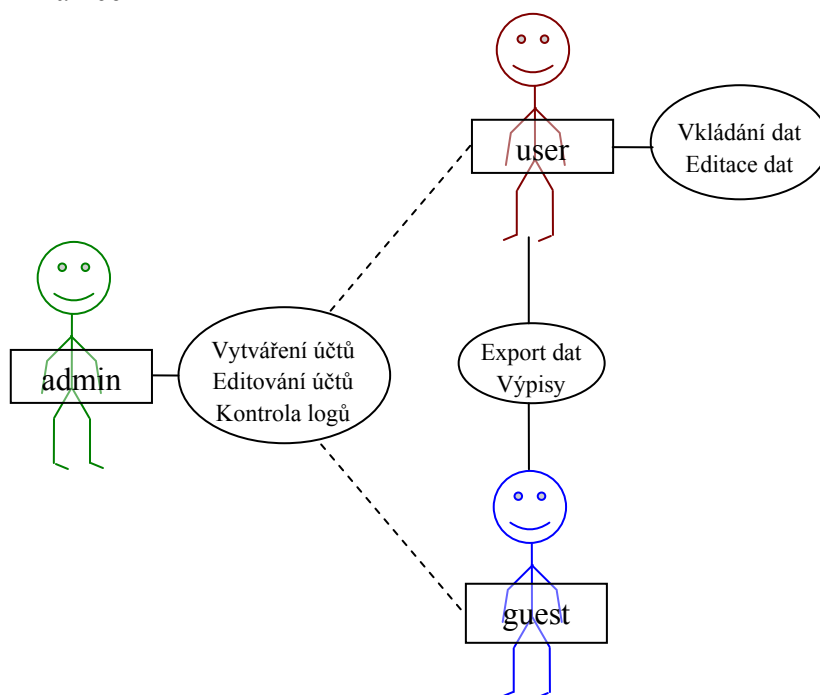 user
Vkládání dat
Editace dat
admin
Vytváření účtů
Editování účtů
Kontrola logů
Export dat
Výpisy
guest